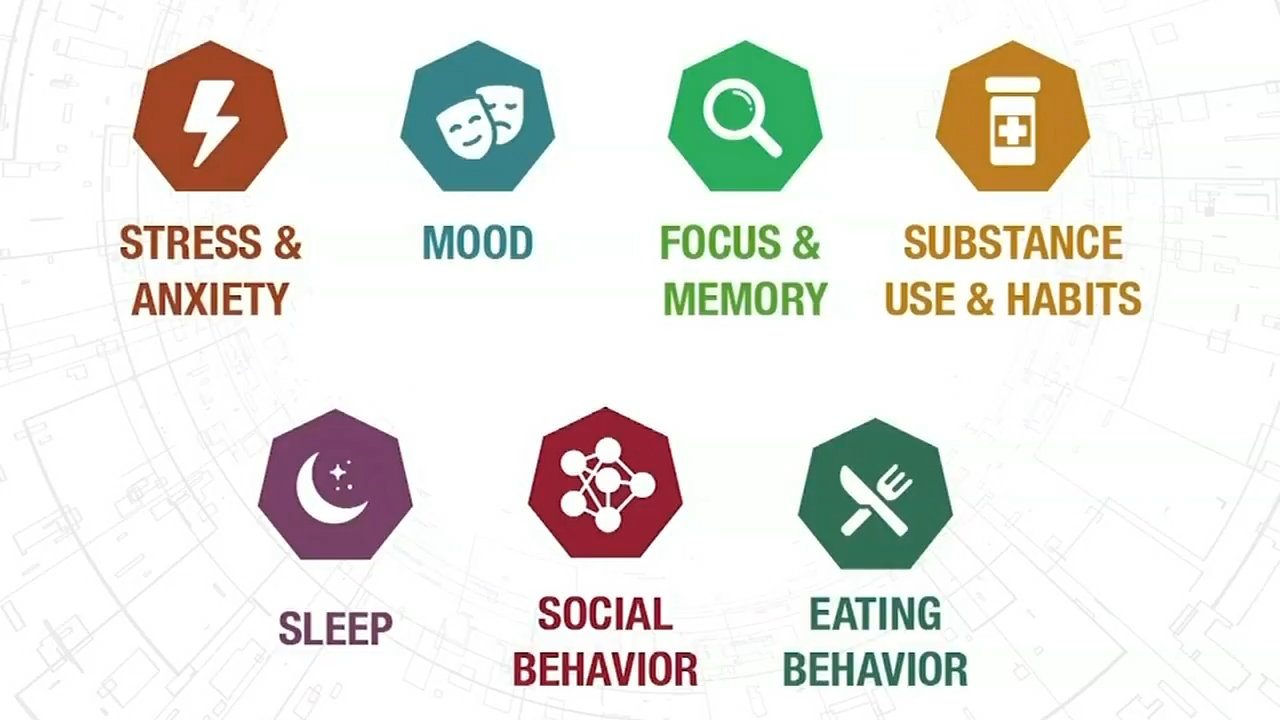 STRESS &
ANXIETY
MOOD
FOCUS &
MEMORY
SUBSTANCE
USE & HABITS
SLEEP
SOCIAL
BEHAVIOR
EATING
BEHAVIOR